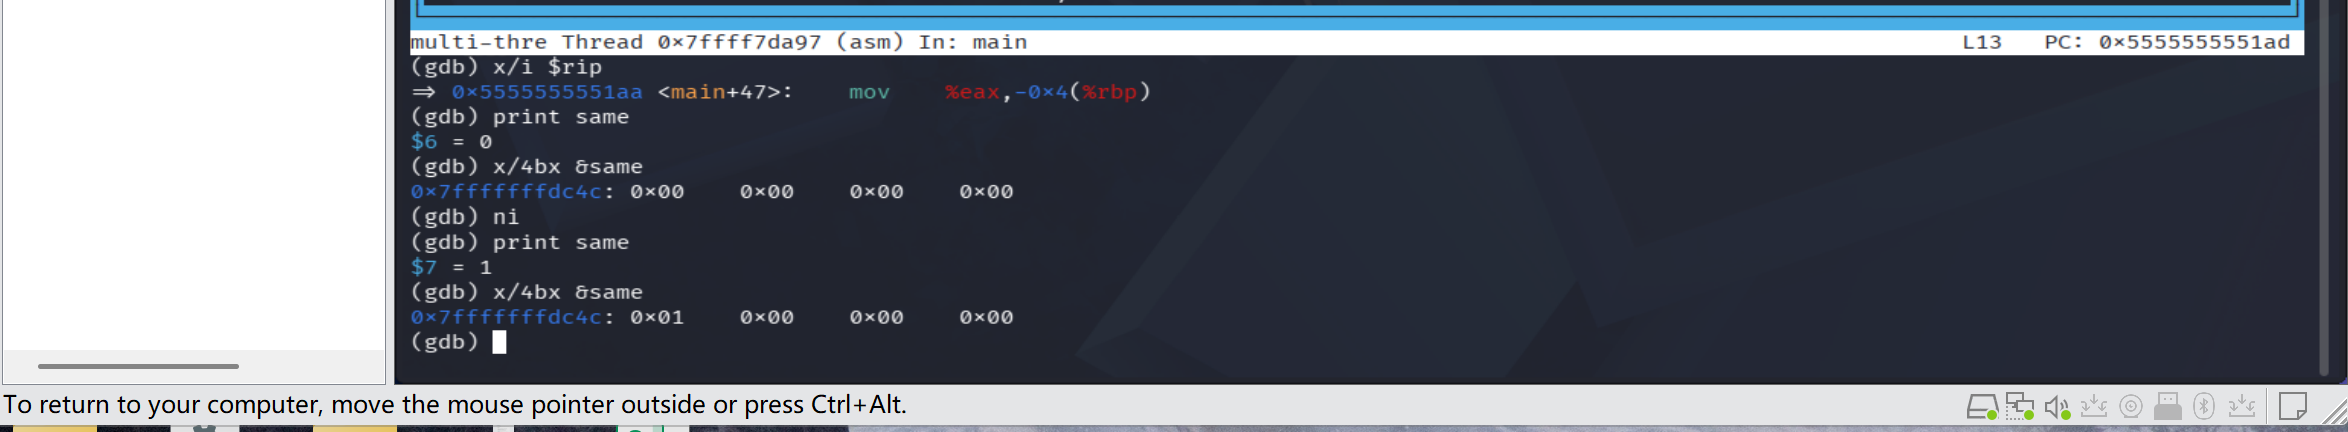 multi-thre Thread 0x7ffff7da97 (asm) In: main L13 PC: 0x5555555551ad
(gdb) x/i $rip
=> 0x5555555551aa <main+47>: mov %eax,-0x4(%rbp)
(gdb) print same
$6 = 0
(gdb) x/4bx &same
0x7fffffffdc4c: 0x00 0x00 0x00 0x00
(gdb) ni
(gdb) print same
$7 = 1
(gdb) x/4bx &same
0x7fffffffdc4c: 0x01 0x00 0x00 0x00
(gdb)
To return to your computer, move the mouse pointer outside or press Ctrl+Alt.